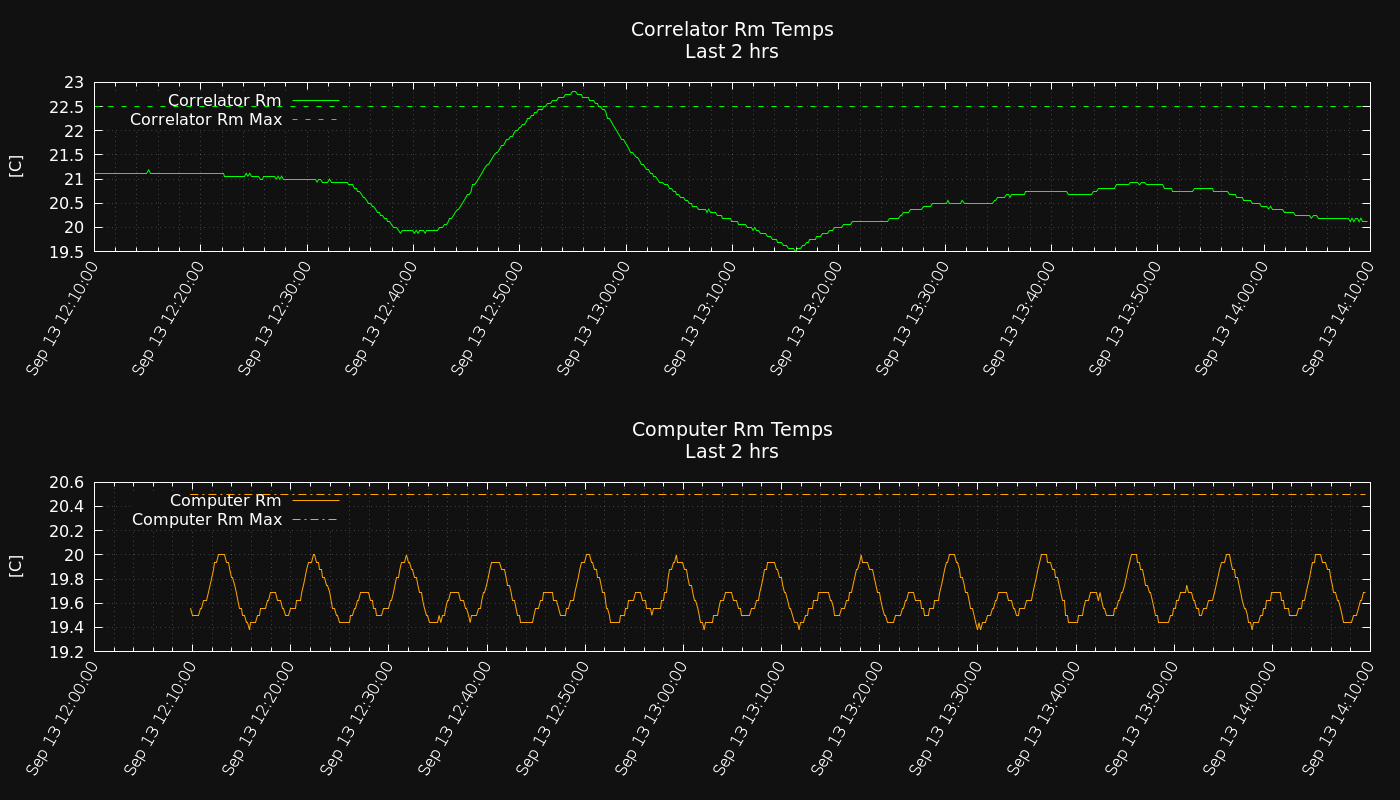 Correlator Rm Temps
Last 2 hrs
23
22.5
22
21.5
21
20.5
20
19.5
[C]
Correlator Rm
Correlator Rm Max
Sep 13 12:10:00
Sep 13 12:20:00
Sep 13 12:30:00
Sep 13 12:40:00
Sep 13 12:50:00
Sep 13 13:00:00
Sep 13 13:10:00
Sep 13 13:20:00
Sep 13 13:30:00
Sep 13 13:40:00
Sep 13 13:50:00
Sep 13 14:00:00
Sep 13 14:10:00
Computer Rm Temps
Last 2 hrs
20.6
20.4
20.2
20
19.8
19.6
19.4
19.2
[C]
Computer Rm
Computer Rm Max
Sep 13 12:00:00
Sep 13 12:10:00
Sep 13 12:20:00
Sep 13 12:30:00
Sep 13 12:40:00
Sep 13 12:50:00
Sep 13 13:00:00
Sep 13 13:10:00
Sep 13 13:20:00
Sep 13 13:30:00
Sep 13 13:40:00
Sep 13 13:50:00
Sep 13 14:00:00
Sep 13 14:10:00